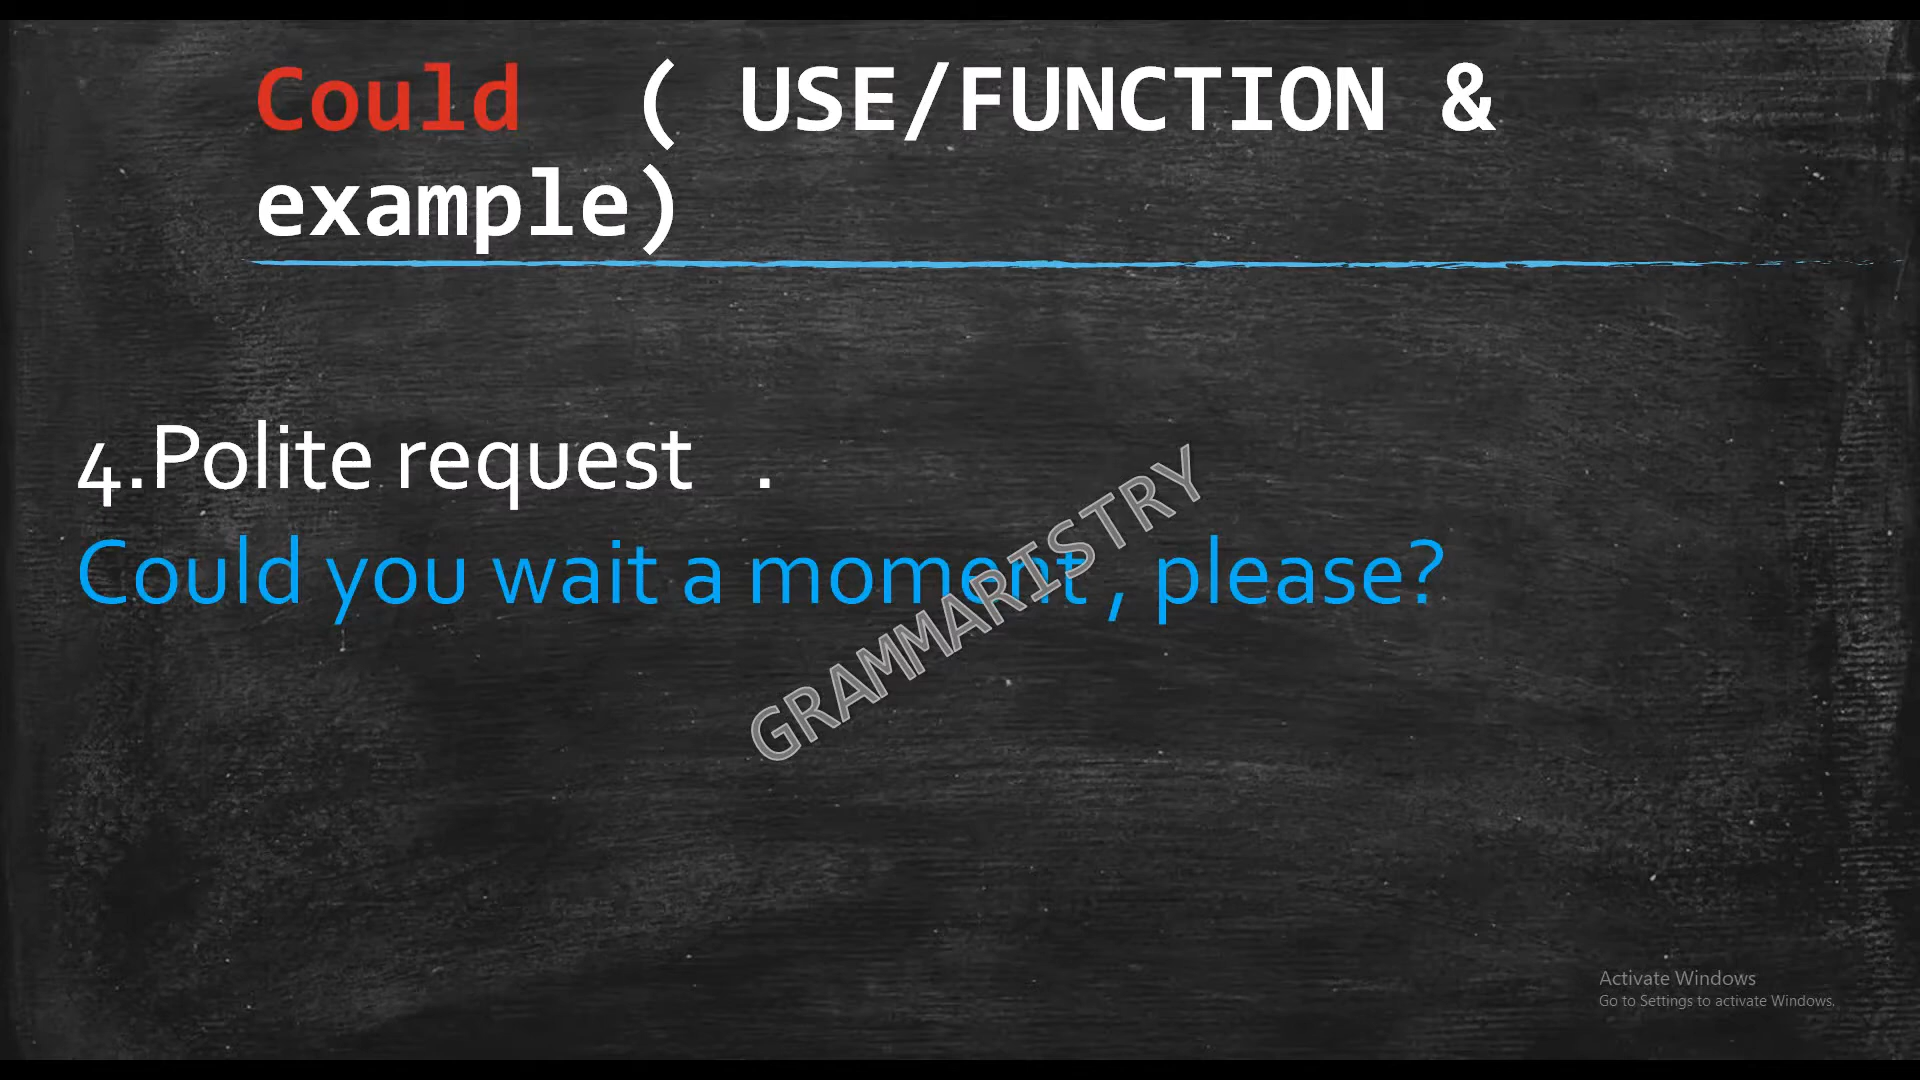 Could ( USE/FUNCTION &
example)
4.Polite request .
Could you wait a moment , please?
GRAMMARISTRY
Activate Windows
Go to Settings to activate Windows.